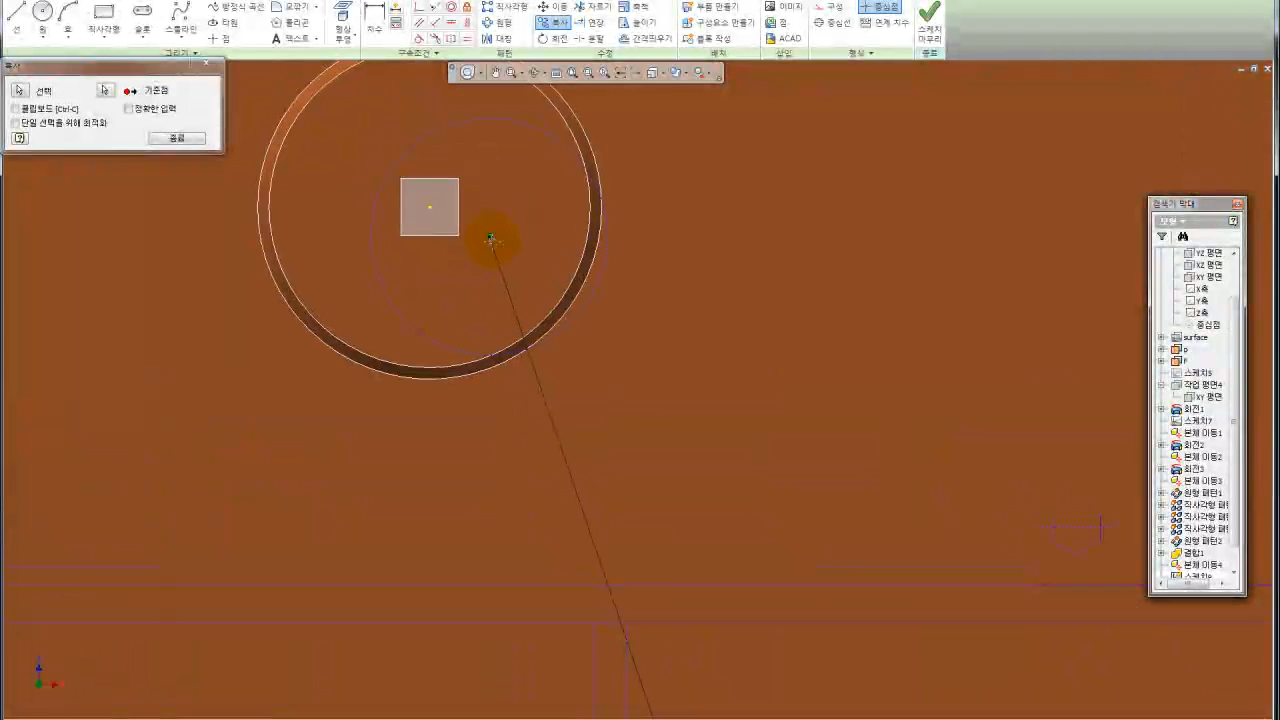 방정식 곡선
모깎기
직사각형
이동
자르기
축척
부품 만들기
이미지
구성
중심점
타원
폴리곤
형상 투영
원형
복사
연장
늘이기
구성요소 만들기
점
중심선
연계 치수
선
원
호
직사각형
슬롯
스플라인
점
텍스트
치수
대칭
회전
분할
간격띄우기
블록 작성
ACAD
스케치 마무리
그리기
구속조건
패턴
수정
배치
삽입
형식
종료
복사
선택
기준점
클립보드 [Ctrl-C]
정확한 입력
단일 선택을 위해 최적화
종료
검색기 막대
모형
YZ 평면
XZ 평면
XY 평면
X축
Y축
Z축
중심점
surface
p
스케치5
작업 평면4
XY 평면
회전1
스케치7
본체 이동1
회전2
본체 이동2
회전3
본체 이동3
원형 패턴1
직사각형 패
직사각형 패
직사각형 패
원형 패턴2
결합1
본체 이동4